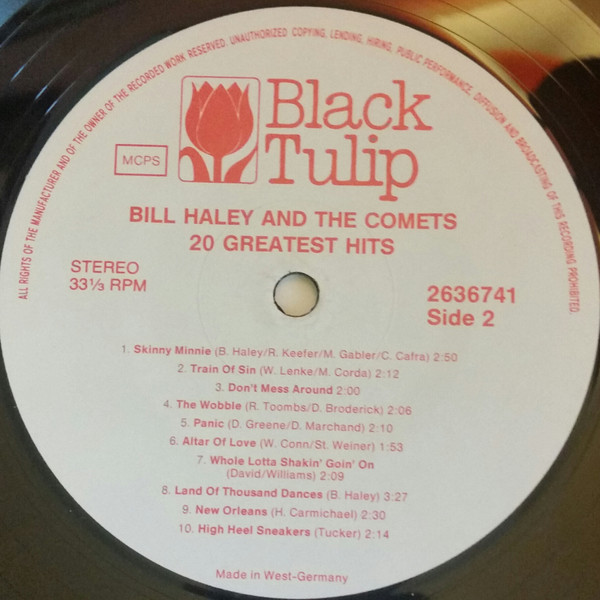 ALL RIGHTS OF THE MANUFACTURER AND OF THE OWNER OF THE RECORDED WORK RESERVED. UNAUTHORIZED COPYING, LENDING, HIRING, PUBLIC PERFORMANCE, DIFFUSION AND BROADCASTING OF THIS RECORDING PROHIBITED.
MCPS
Black
Tulip
BILL HALEY AND THE COMETS
20 GREATEST HITS
STEREO
33⅓ RPM
2636741
Side 2
1. Skinny Minnie (B. Haley/R. Keefer/M. Gabler/C. Cafra) 2:50
2. Train Of Sin (W. Lenke/M. Corda) 2:12
3. Don't Mess Around 2:00
4. The Wobble (R. Toombs/D. Broderick) 2:06
5. Panic (D. Greene/D. Marchand) 2:10
6. Altar Of Love (W. Conn/St. Weiner) 1:53
7. Whole Lotta Shakin' Goin' On
(David/Williams) 2:09
8. Land Of Thousand Dances (B. Haley) 3:27
9. New Orleans (H. Carmichael) 2:30
10. High Heel Sneakers (Tucker) 2:14
Made in West-Germany